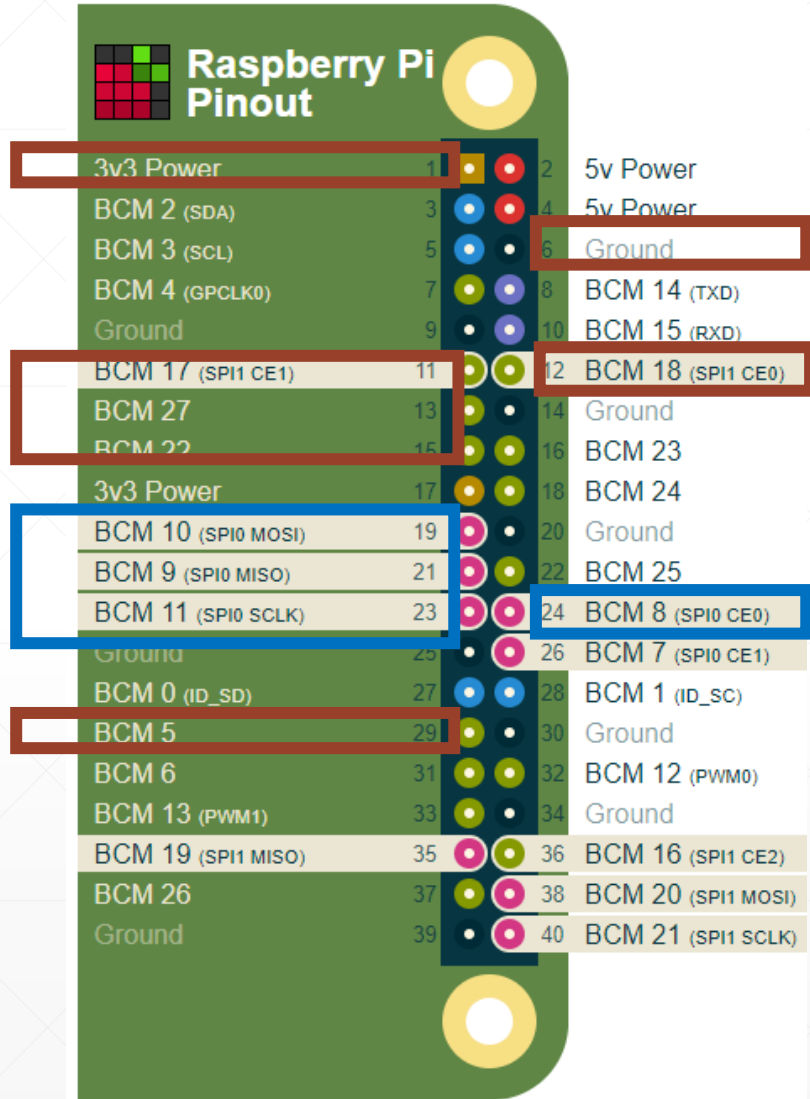 Raspberry Pi
Pinout
3v3 Power 1 2 5v Power
BCM 2 (SDA) 3 4 5v Power
BCM 3 (SCL) 5 6 Ground
BCM 4 (GPCLK0) 7 8 BCM 14 (TXD)
Ground 9 10 BCM 15 (RXD)
BCM 17 (SPI1 CE1) 11 12 BCM 18 (SPI1 CE0)
BCM 27 13 14 Ground
BCM 22 15 16 BCM 23
3v3 Power 17 18 BCM 24
BCM 10 (SPI0 MOSI) 19 20 Ground
BCM 9 (SPI0 MISO) 21 22 BCM 25
BCM 11 (SPI0 SCLK) 23 24 BCM 8 (SPI0 CE0)
Ground 25 26 BCM 7 (SPI0 CE1)
BCM 0 (ID_SD) 27 28 BCM 1 (ID_SC)
BCM 5 29 30 Ground
BCM 6 31 32 BCM 12 (PWM0)
BCM 13 (PWM1) 33 34 Ground
BCM 19 (SPI1 MISO) 35 36 BCM 16 (SPI1 CE2)
BCM 26 37 38 BCM 20 (SPI1 MOSI)
Ground 39 40 BCM 21 (SPI1 SCLK)